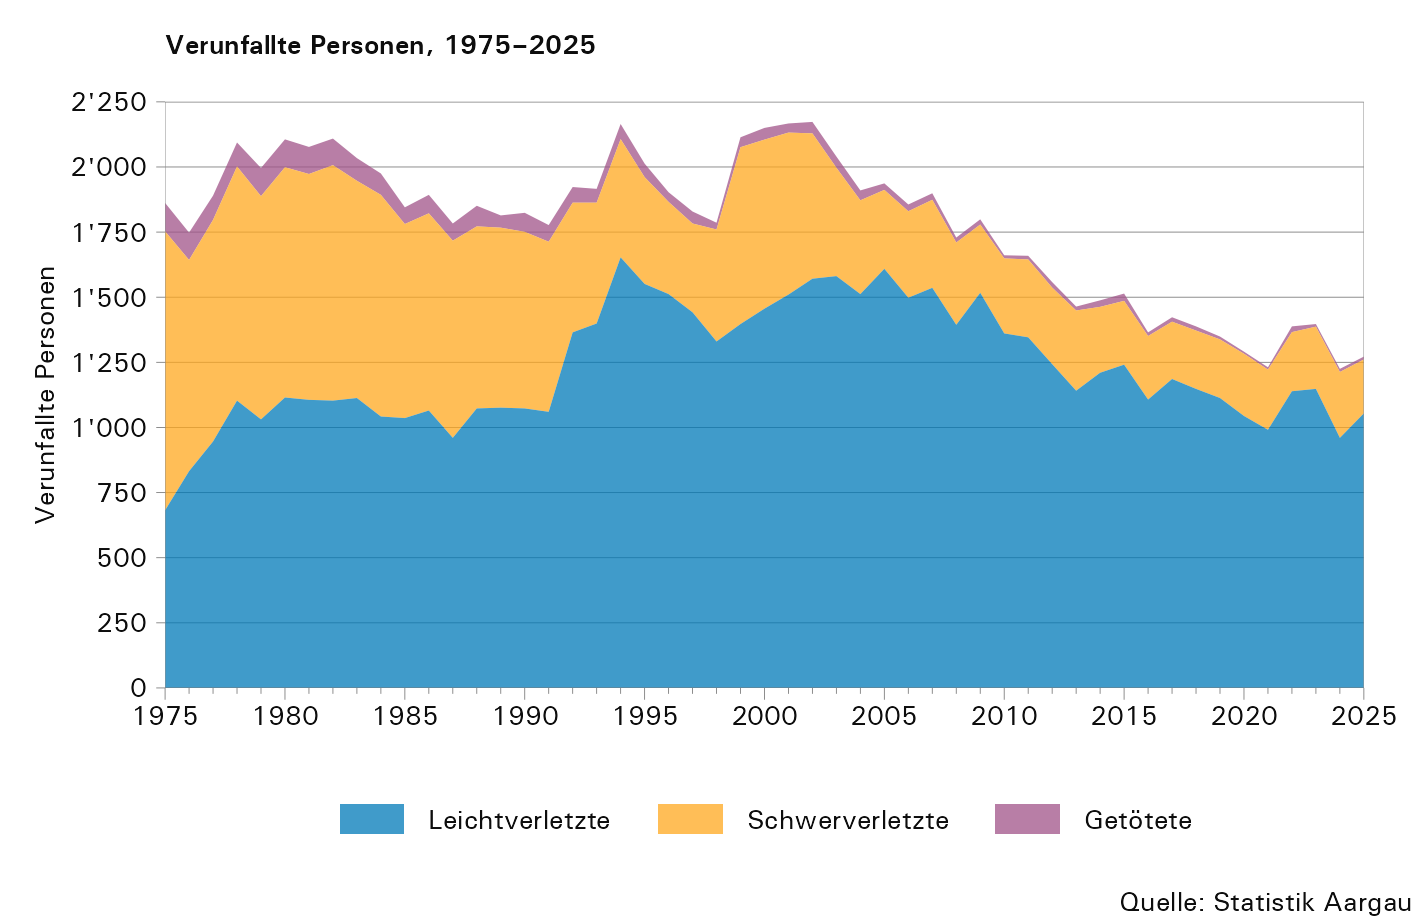 Verunfallte Personen, 1975–2025
Verunfallte Personen
2'250
2'000
1'750
1'500
1'250
1'000
750
500
250
0
1975 1980 1985 1990 1995 2000 2005 2010 2015 2020 2025
Leichtverletzte Schwerverletzte Getötete
Quelle: Statistik Aargau